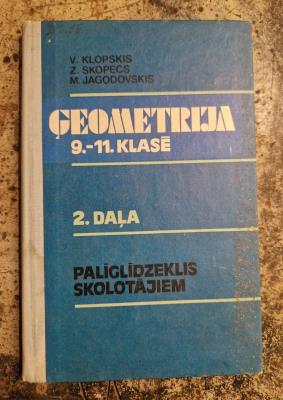 V. KLOPSKIS
Z. SKOPECS
M. JAGODOVSKIS
ĢEOMETRIJA
9.-11. KLASĒ
2. DAĻA
PALĪGLĪDZEKLIS
SKOLOTĀJIEM